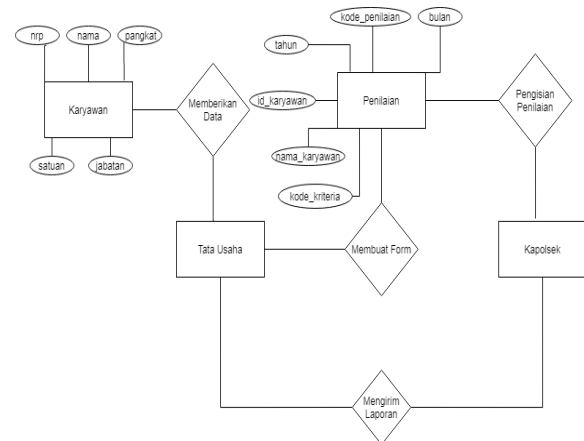 kode_penilaian
bulan
nrp
nama
pangkat
tahun
Karyawan
Memberikan
Data
id_karyawan
Penilaian
Pengisian
Penilaian
nama_karyawan
satuan
jabatan
kode_kriteria
Tata Usaha
Membuat Form
Kapolsek
Mengirim
Laporan